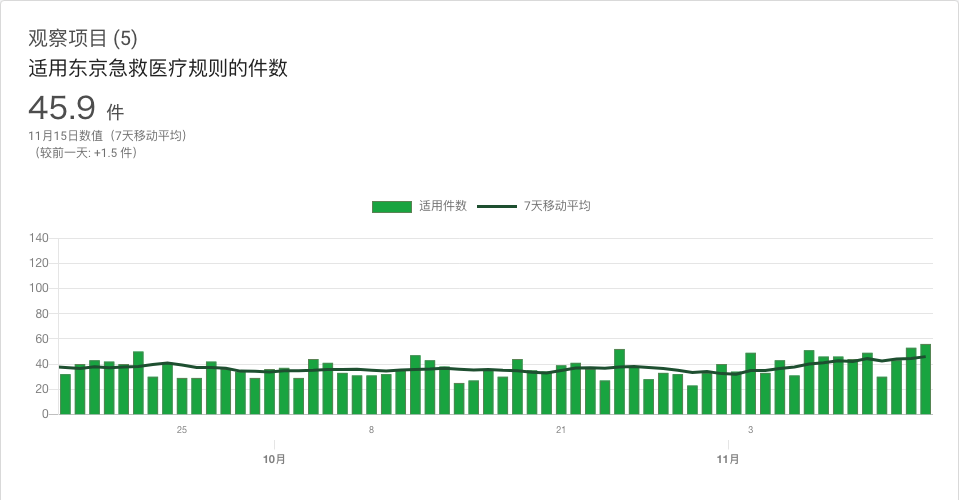 观察项目 (5)
适用东京急救医疗规则的件数
45.9 件
11月15日数值（7天移动平均）
（较前一天: +1.5 件）
适用件数 7天移动平均
140
120
100
80
60
40
20
0
25 8 21 3
10月 11月